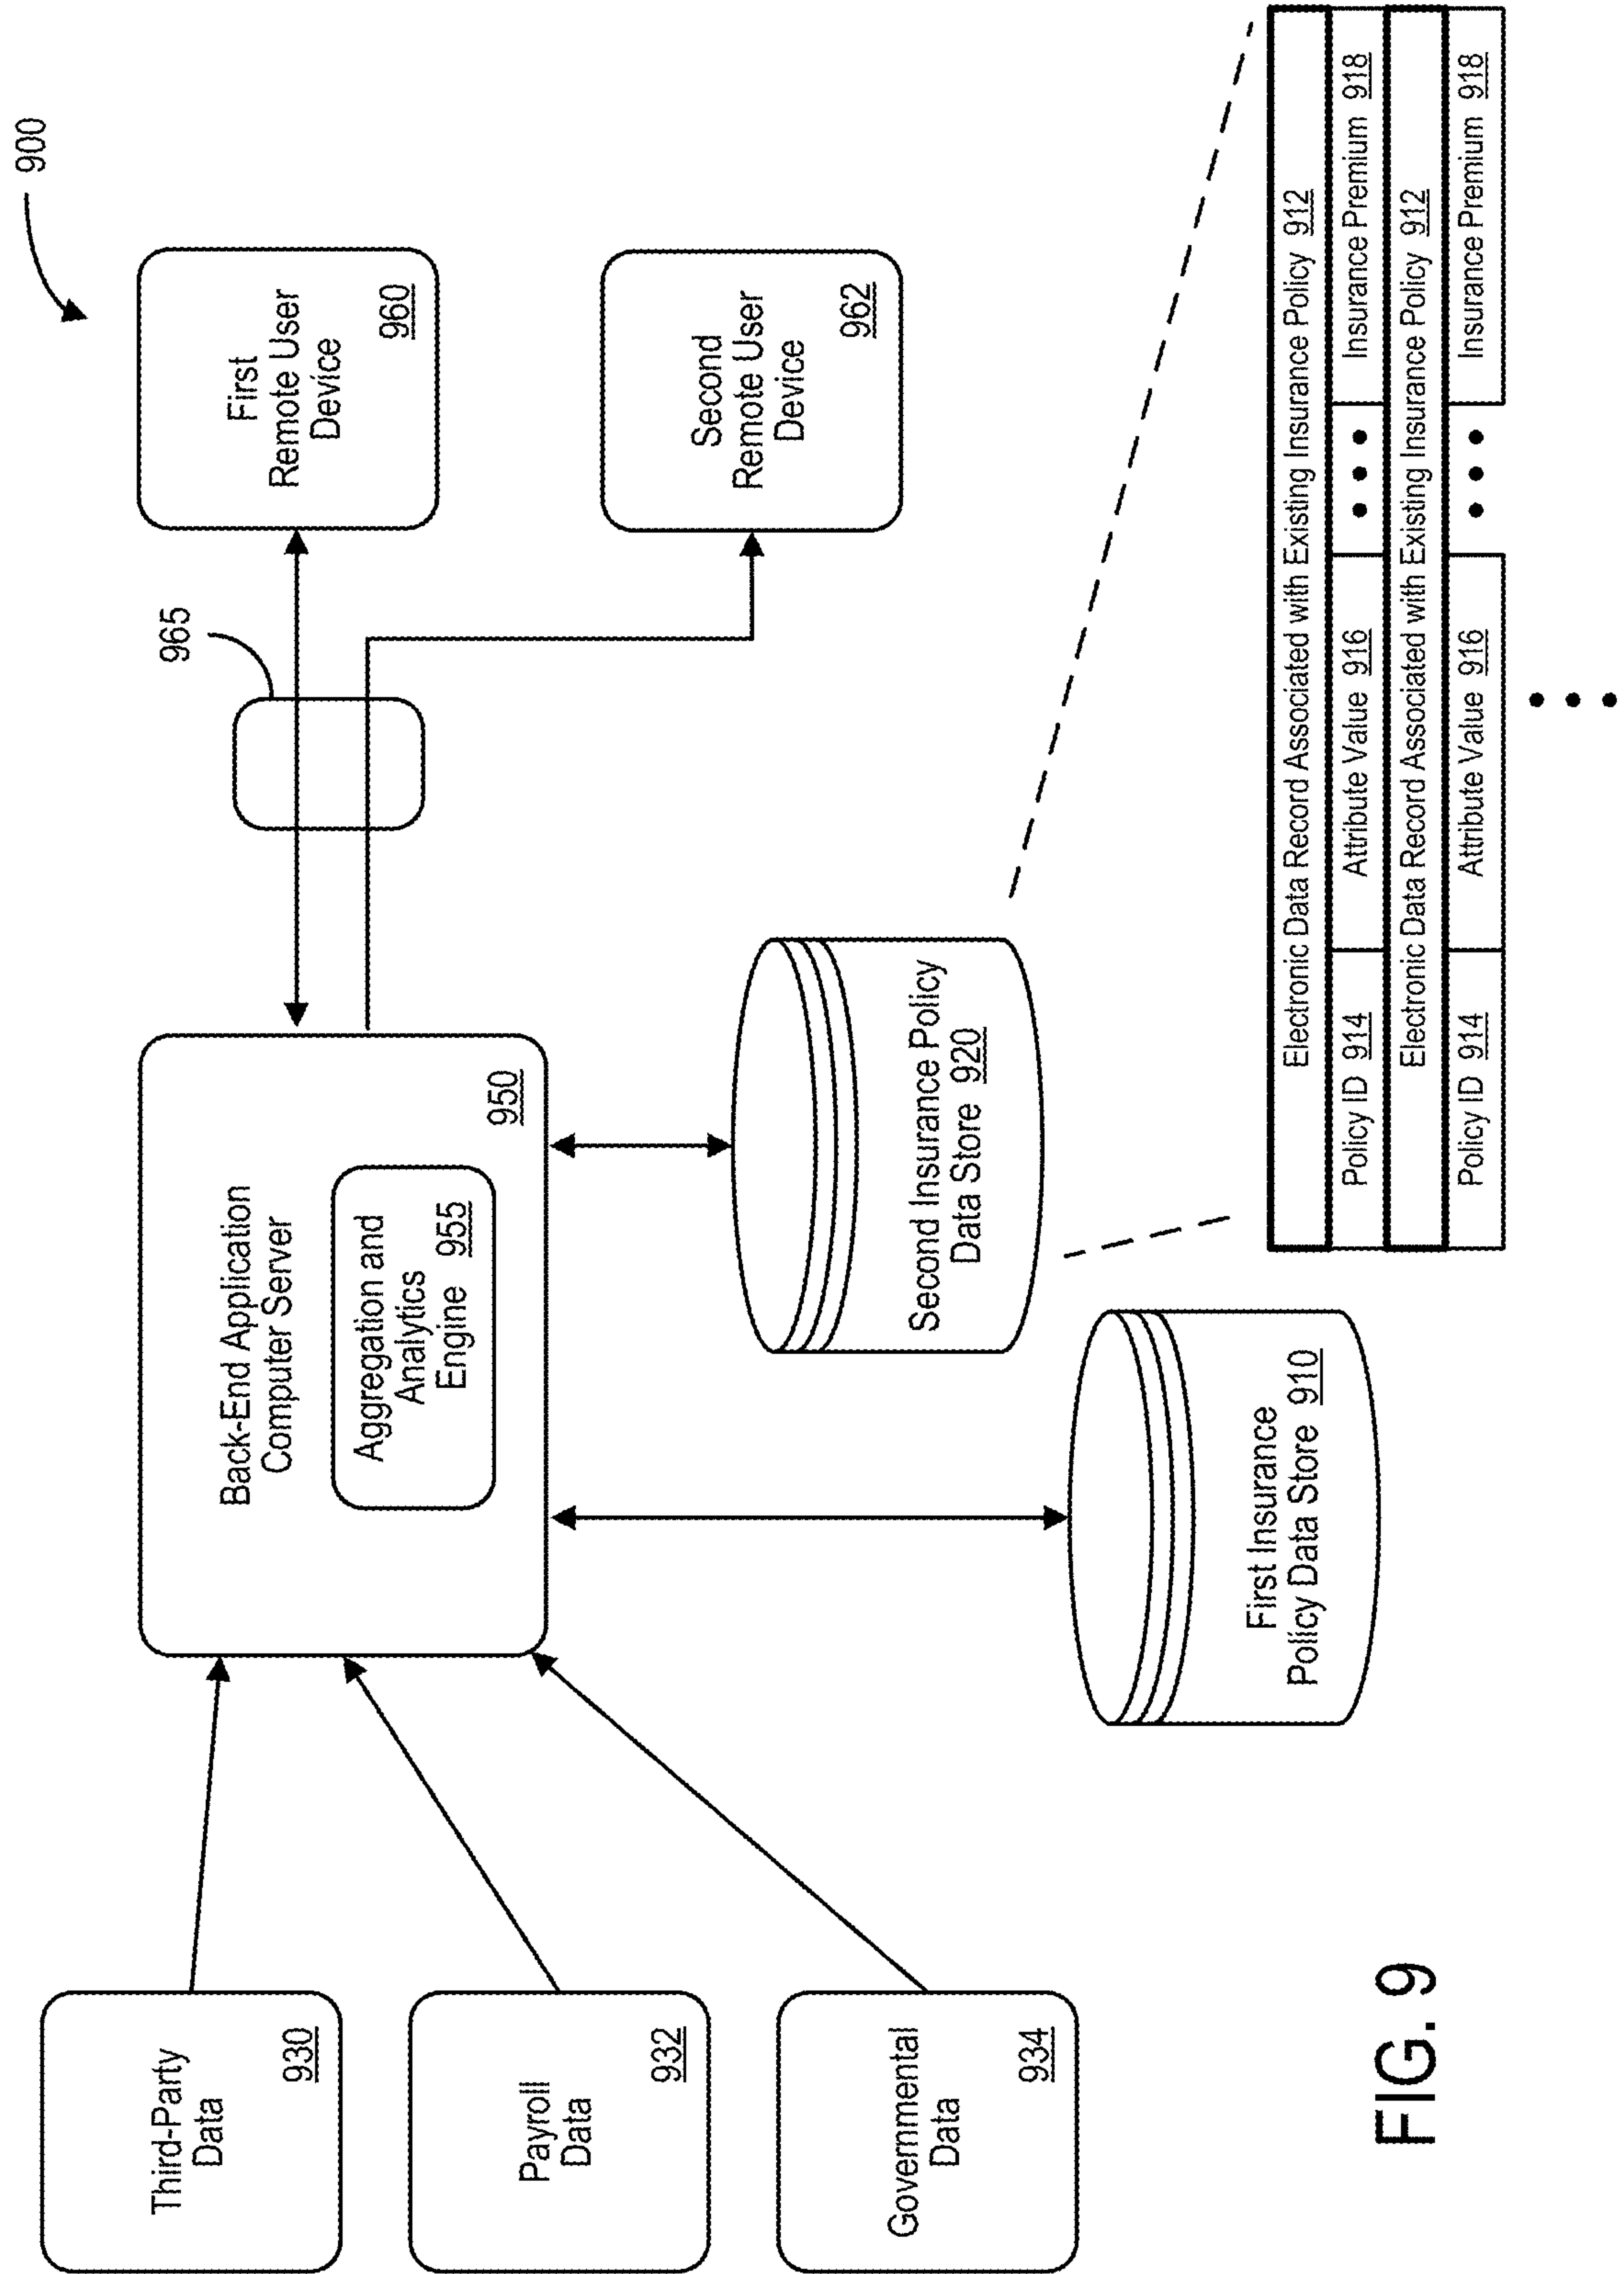 900
Third-Party
Data
930
Payroll
Data
932
Governmental
Data
934
Back-End Application
Computer Server
950
Aggregation and
Analytics
Engine 955
965
First
Remote User
Device
960
Second
Remote User
Device
962
Second Insurance Policy
Data Store 920
First Insurance
Policy Data Store 910
Electronic Data Record Associated with Existing Insurance Policy 912
Policy ID 914 Attribute Value 916 ••• Insurance Premium 918
Electronic Data Record Associated with Existing Insurance Policy 912
Policy ID 914 Attribute Value 916 ••• Insurance Premium 918
•••
FIG. 9